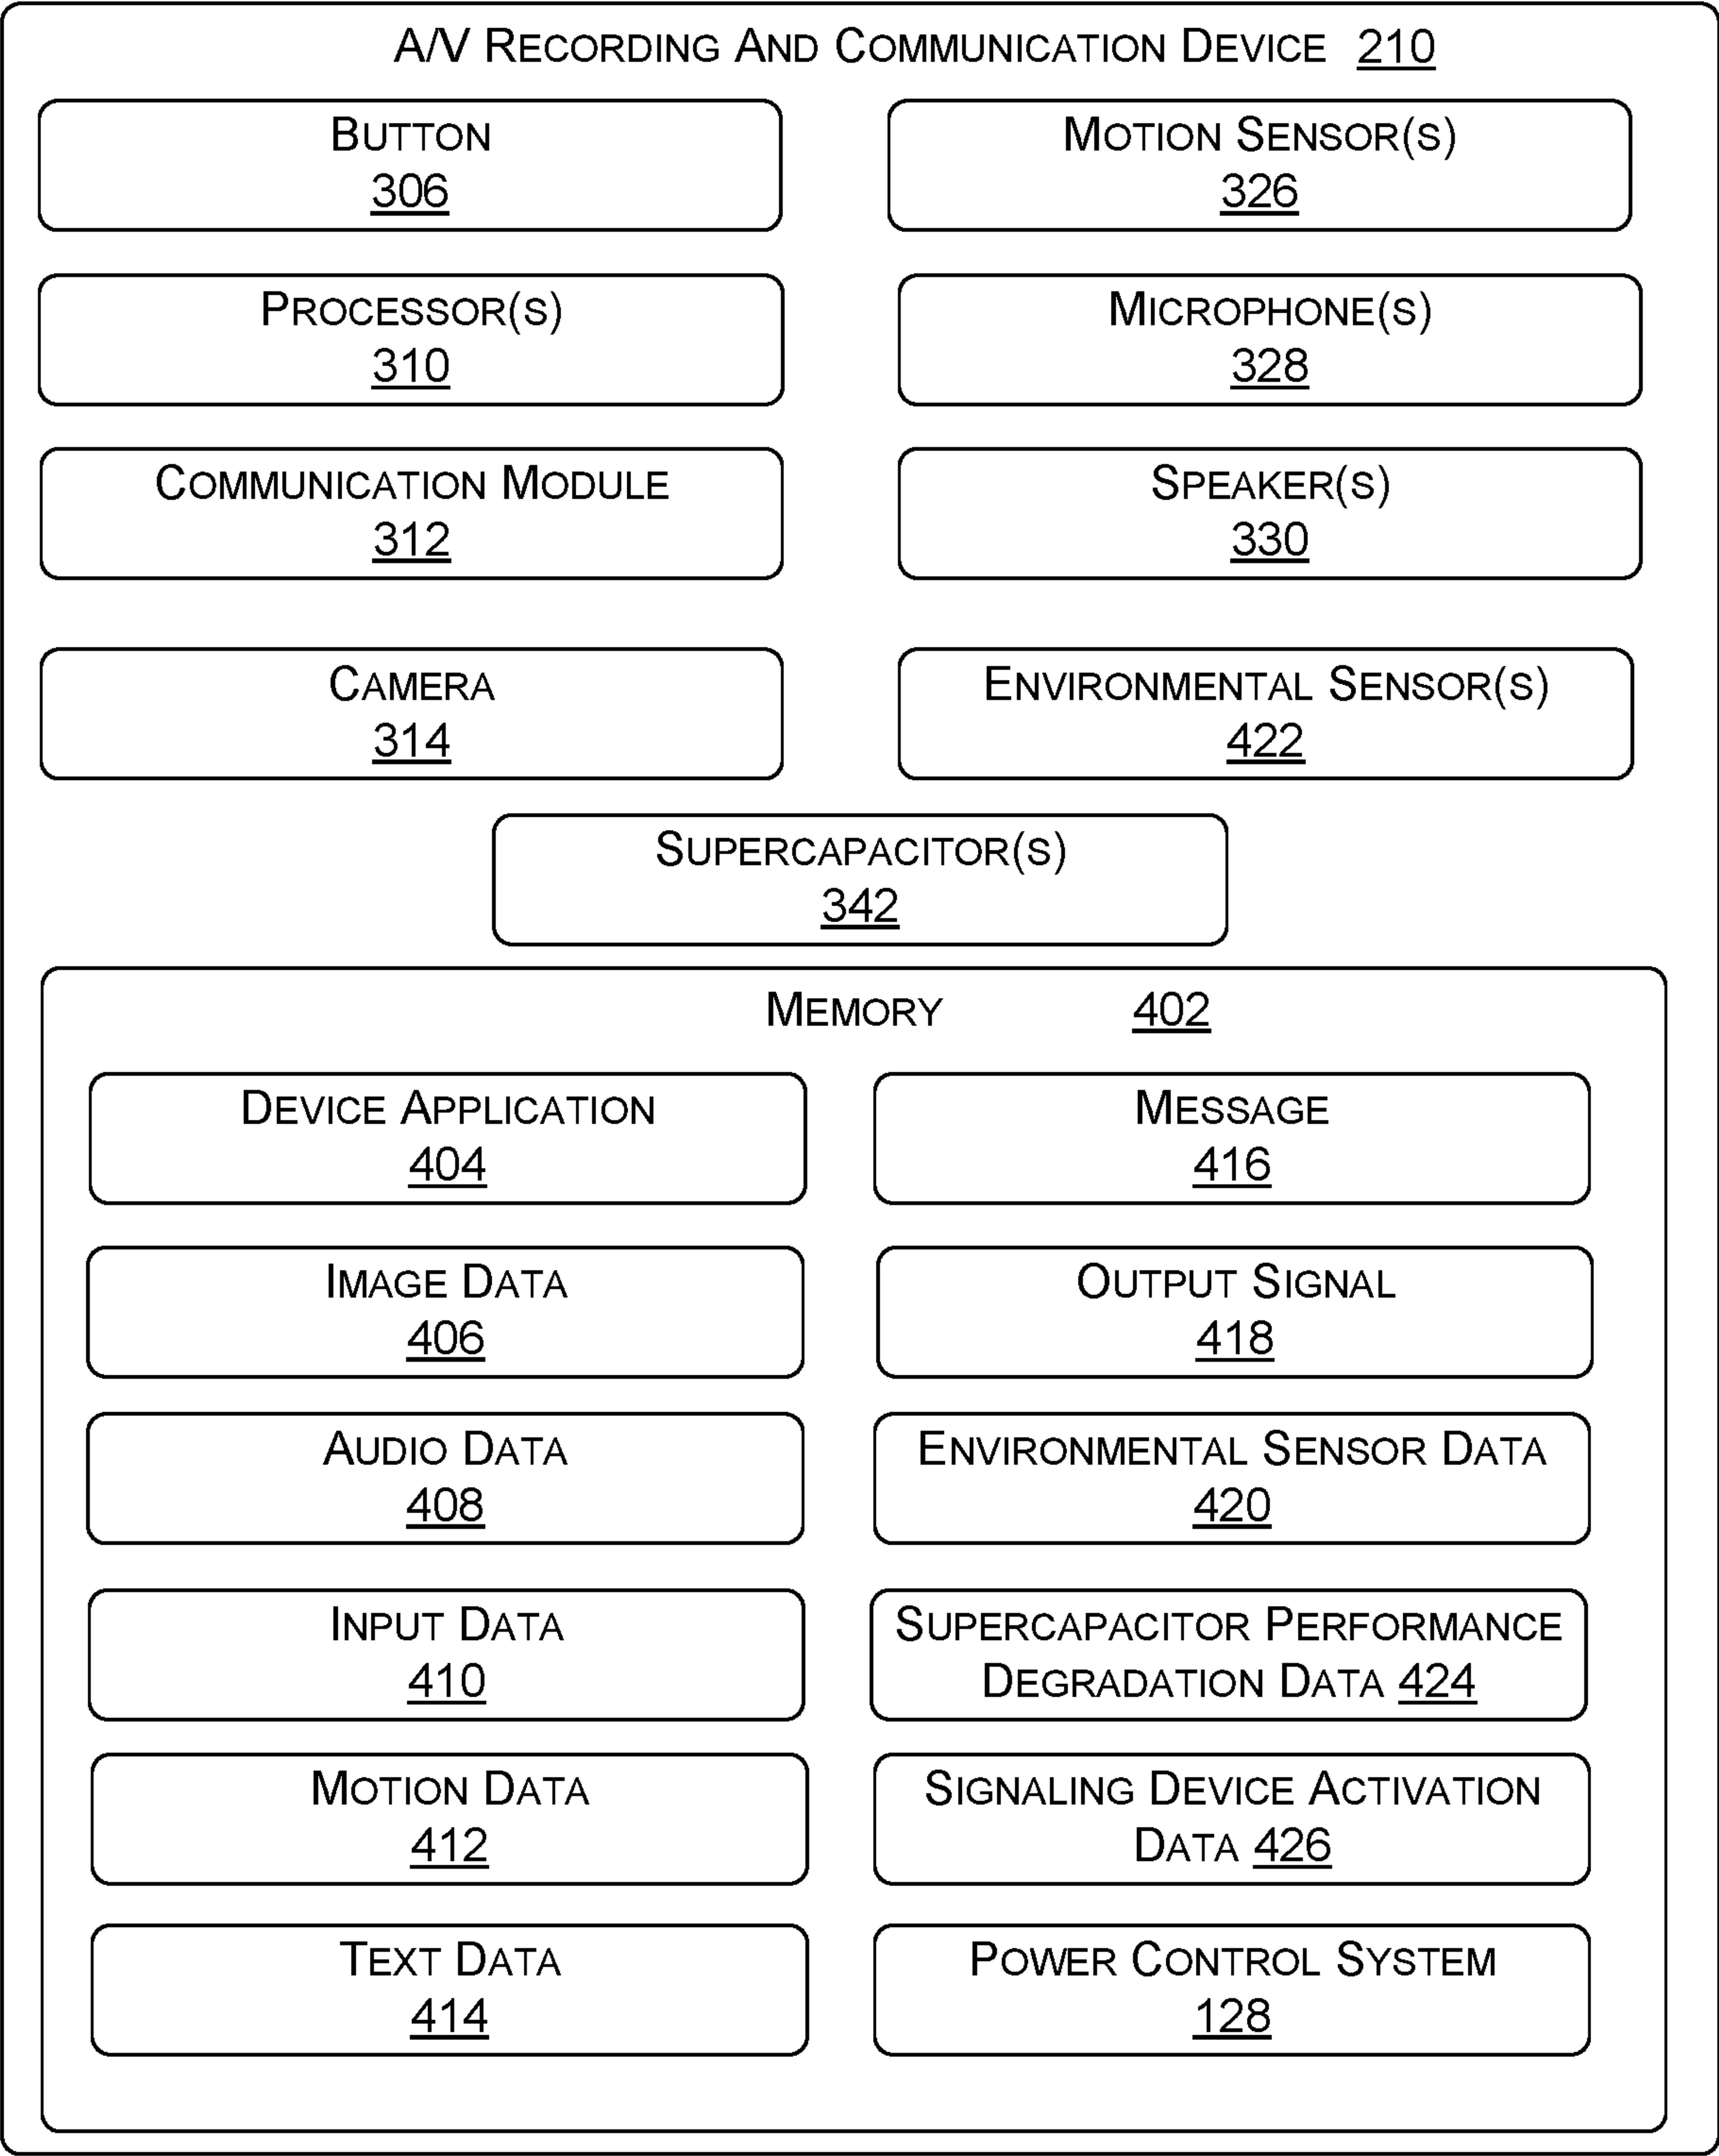 A/V RECORDING AND COMMUNICATION DEVICE 210
BUTTON
306
MOTION SENSOR(S)
326
PROCESSOR(S)
310
MICROPHONE(S)
328
COMMUNICATION MODULE
312
SPEAKER(S)
330
CAMERA
314
ENVIRONMENTAL SENSOR(S)
422
SUPERCAPACITOR(S)
342
MEMORY 402
DEVICE APPLICATION
404
MESSAGE
416
IMAGE DATA
406
OUTPUT SIGNAL
418
AUDIO DATA
408
ENVIRONMENTAL SENSOR DATA
420
INPUT DATA
410
SUPERCAPACITOR PERFORMANCE
DEGRADATION DATA 424
MOTION DATA
412
SIGNALING DEVICE ACTIVATION
DATA 426
TEXT DATA
414
POWER CONTROL SYSTEM
128